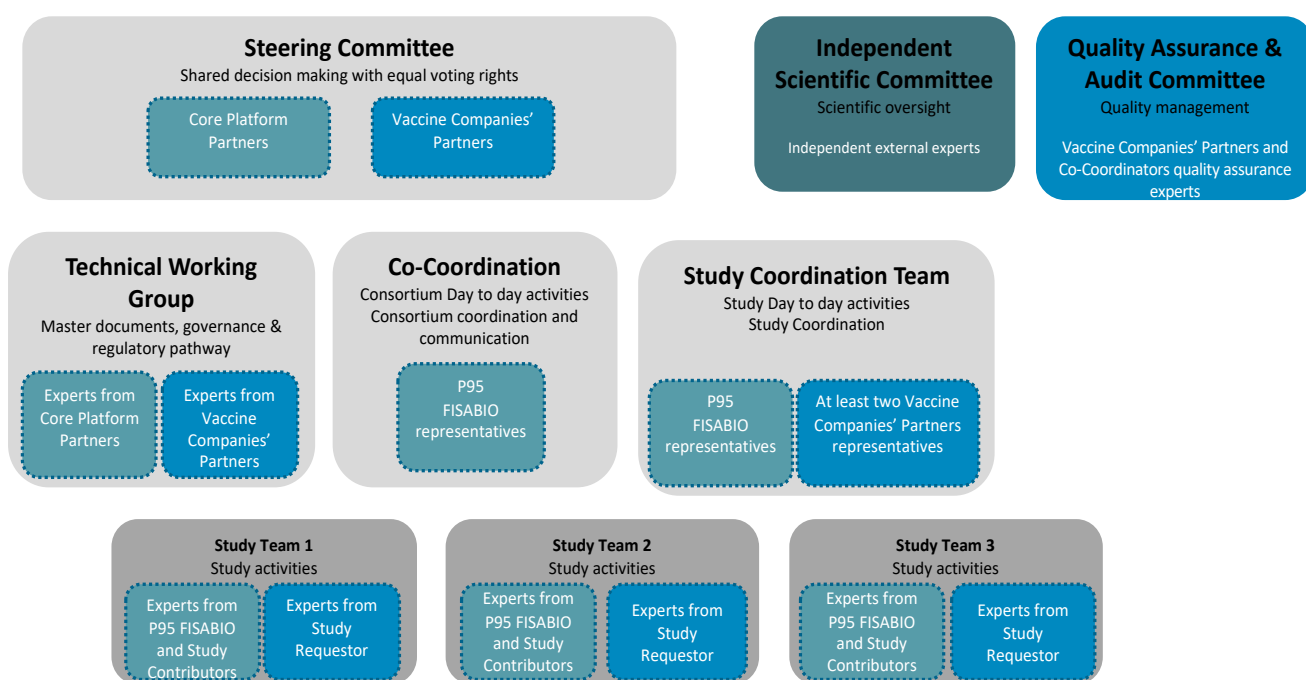 Steering Committee
Shared decision making with equal voting rights
Core Platform
Partners
Vaccine Companies'
Partners
Independent
Scientific Committee
Scientific oversight
Independent external experts
Quality Assurance &
Audit Committee
Quality management
Vaccine Companies' Partners and
Co-Coordinators quality assurance
experts
Technical Working
Group
Master documents, governance &
regulatory pathway
Experts from
Core Platform
Partners
Experts from
Vaccine
Companies'
Partners
Co-Coordination
Consortium Day to day activities
Consortium coordination and
communication
P95
FISABIO
representatives
Study Coordination Team
Study Day to day activities
Study Coordination
P95
FISABIO
representatives
At least two Vaccine
Companies' Partners
representatives
Study Team 1
Study activities
Experts from
P95 FISABIO
and Study
Contributors
Experts from
Study
Requestor
Study Team 2
Study activities
Experts from
P95 FISABIO
and Study
Contributors
Experts from
Study
Requestor
Study Team 3
Study activities
Experts from
P95 FISABIO
and Study
Contributors
Experts from
Study
Requestor